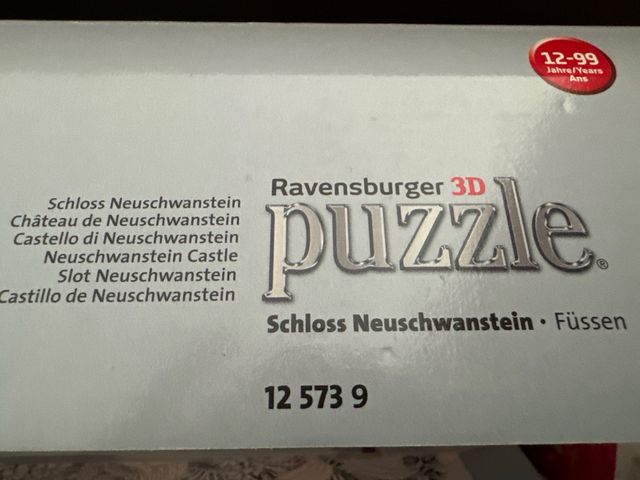 12-99
Jahre/Years
Ans
Schloss Neuschwanstein
Château de Neuschwanstein
Castello di Neuschwanstein
Neuschwanstein Castle
Slot Neuschwanstein
Castillo de Neuschwanstein
Ravensburger 3D
puzzle®
Schloss Neuschwanstein · Füssen
12 573 9